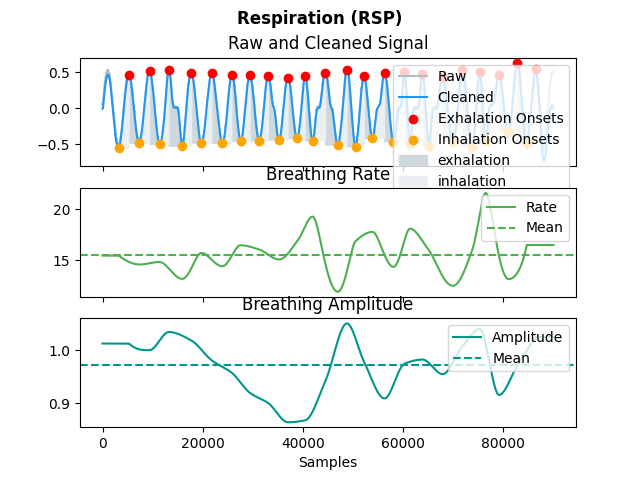 Respiration (RSP)
Raw and Cleaned Signal
0.5
0.0
−0.5
Raw
Cleaned
Exhalation Onsets
Inhalation Onsets
exhalation
inhalation
Breathing Rate
20
15
Rate
Mean
Breathing Amplitude
1.0
0.9
Amplitude
Mean
0 20000 40000 60000 80000
Samples